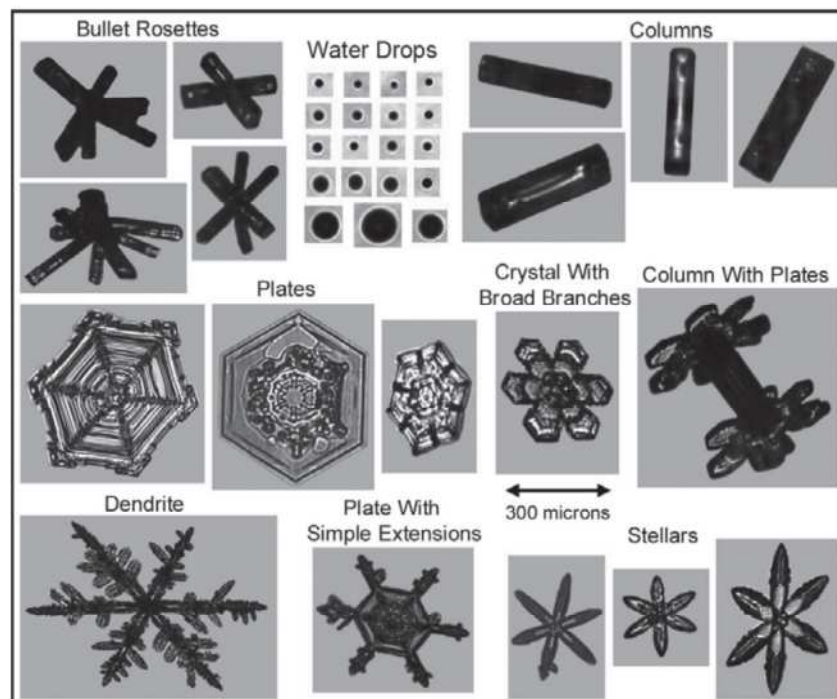 Bullet Rosettes
Water Drops
Columns
Plates
Crystal With
Broad Branches
Column With Plates
300 microns
Dendrite
Plate With
Simple Extensions
Stellars